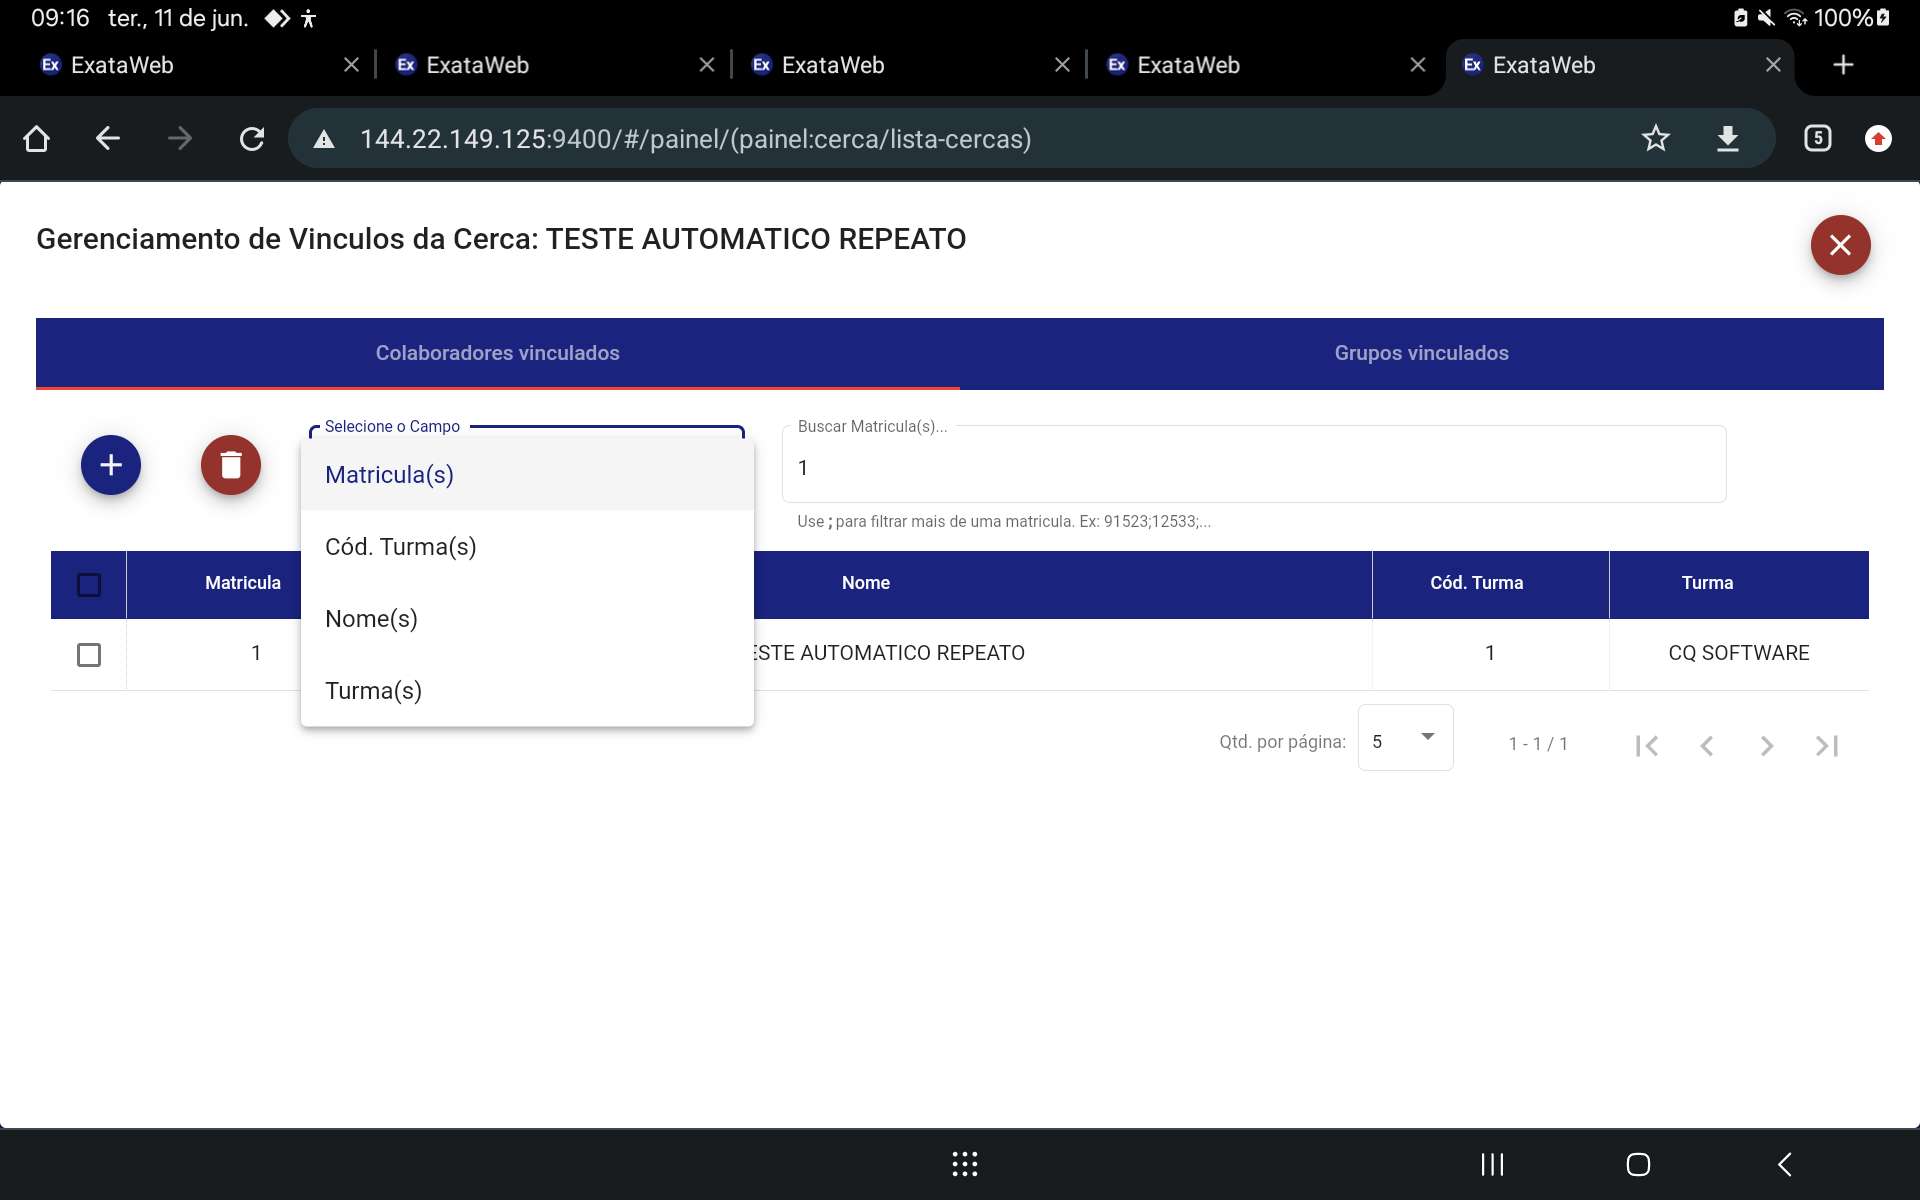 09:16 ter., 11 de jun. 100%
Ex ExataWeb Ex ExataWeb Ex ExataWeb Ex ExataWeb Ex ExataWeb
144.22.149.125:9400/#/painel/(painel:cerca/lista-cercas) 5
Gerenciamento de Vinculos da Cerca: TESTE AUTOMATICO REPEATO
Colaboradores vinculados Grupos vinculados
Selecione o Campo Buscar Matricula(s)...
Matricula(s) 1
Use ; para filtrar mais de uma matricula. Ex: 91523;12533;...
Cód. Turma(s)
Nome(s)
Turma(s)
Matricula Nome Cód. Turma Turma
1 ESTE AUTOMATICO REPEATO 1 CQ SOFTWARE
Qtd. por página: 5 1 - 1 / 1